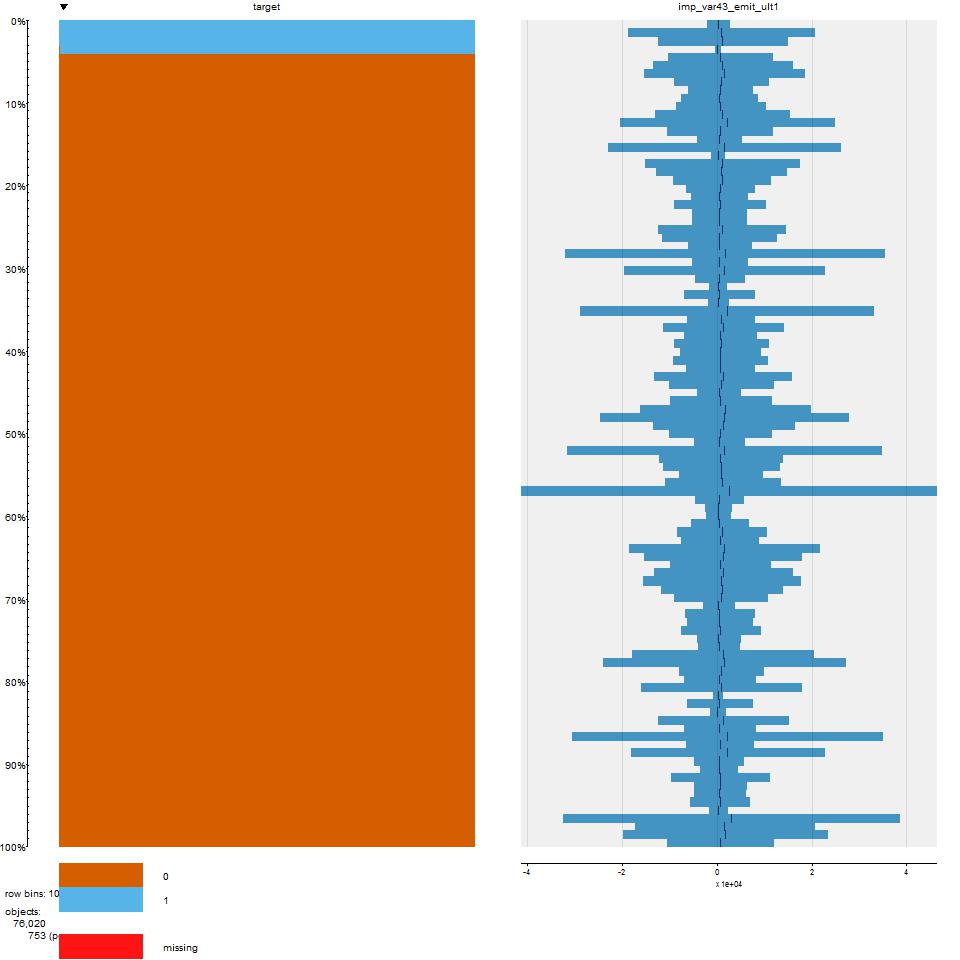 target
imp_var43_emit_ult1
0%
10%
20%
30%
40%
50%
60%
70%
80%
90%
100%
-4
-2
0
2
4
x 1e+04
row bins: 10
objects:
76,020
753 (p
0
1
missing